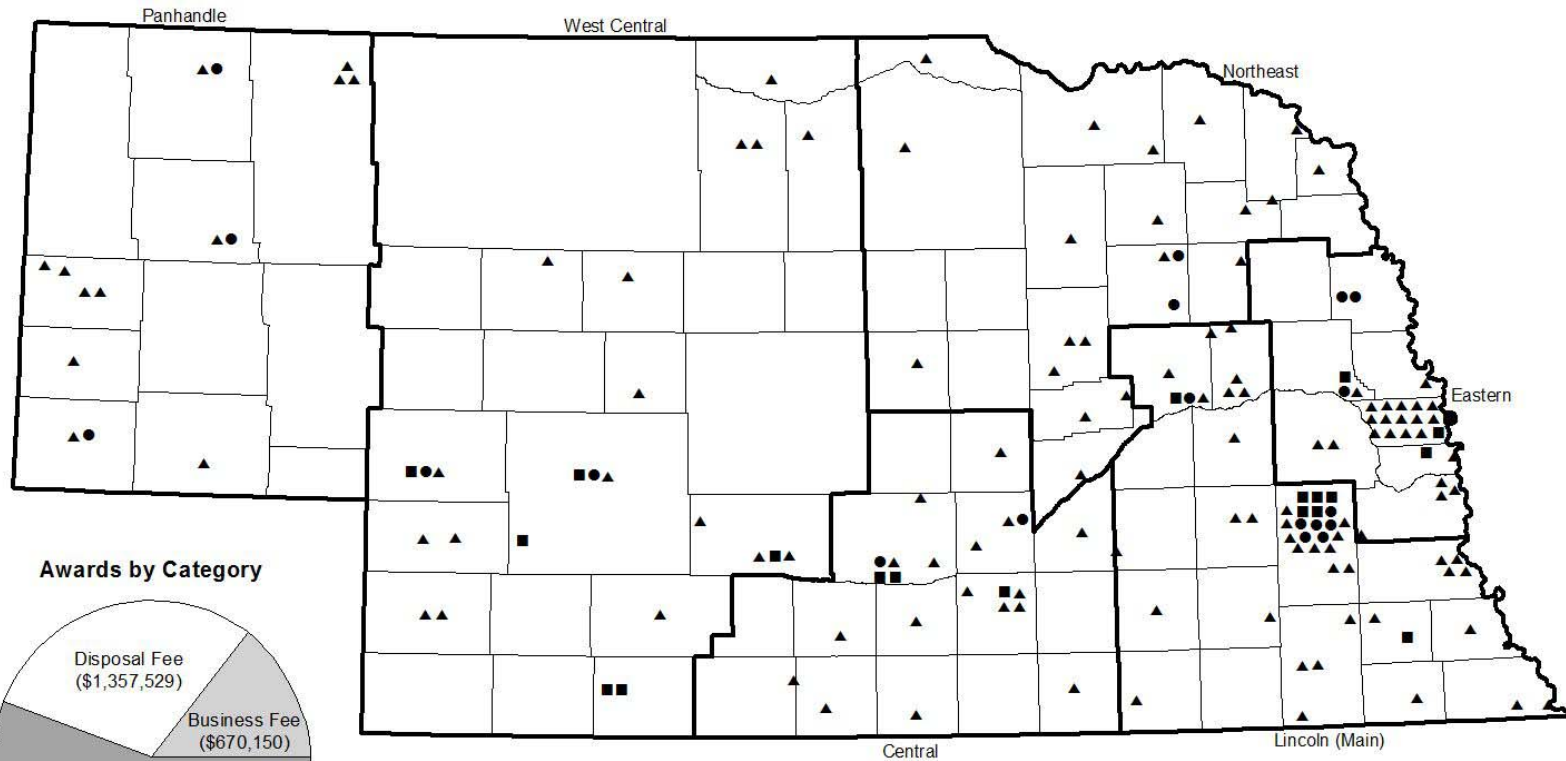 Panhandle
West Central
Northeast
Eastern
Awards by Category
Disposal Fee
($1,357,529)
Business Fee
($670,150)
Central
Lincoln (Main)